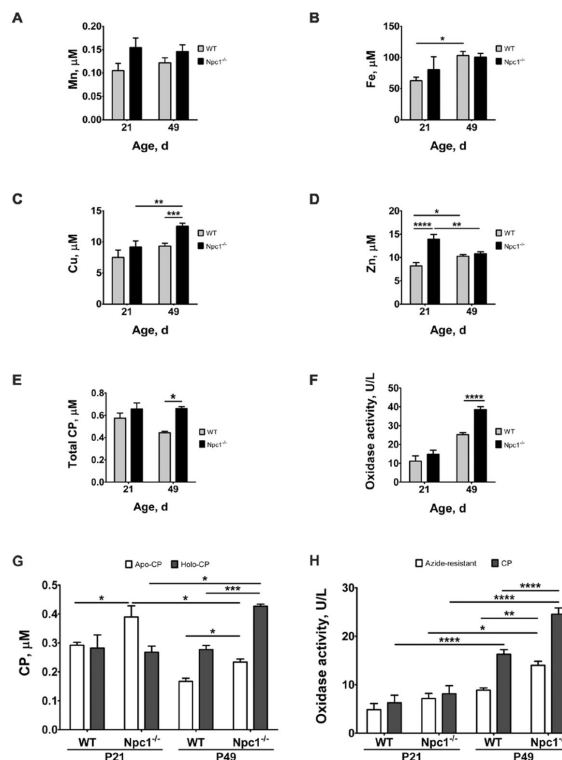 A
Mn, μM
0.20
0.15
0.10
0.05
0.00
21
49
Age, d
WT
Npc1⁻/⁻
B
Fe, μM
150
100
50
0
*
21
49
Age, d
WT
Npc1⁻/⁻
C
Cu, μM
15
10
5
0
**
***
21
49
Age, d
WT
Npc1⁻/⁻
D
Zn, μM
20
15
10
5
0
*
****
**
21
49
Age, d
WT
Npc1⁻/⁻
E
Total CP, μM
0.8
0.6
0.4
0.2
0.0
*
21
49
Age, d
WT
Npc1⁻/⁻
F
Oxidase activity, U/L
50
40
30
20
10
0
****
21
49
Age, d
WT
Npc1⁻/⁻
G
Apo-CP
Holo-CP
CP, μM
0.5
0.4
0.3
0.2
0.1
0.0
*
*
*
***
*
WT
Npc1⁻/⁻
WT
Npc1⁻/⁻
P21
P49
H
Azide-resistant
CP
Oxidase activity, U/L
30
20
10
0
****
****
**
*
****
WT
Npc1⁻/⁻
WT
Npc1⁻/⁻
P21
P49